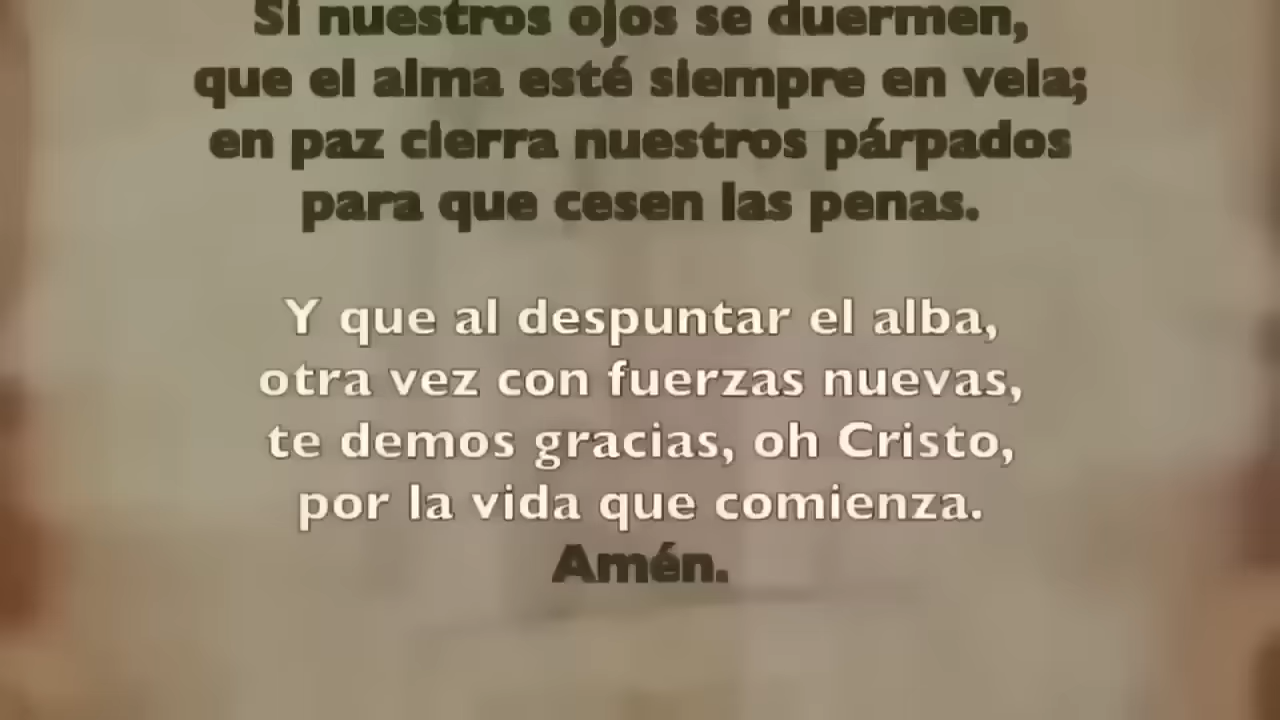 Si nuestros ojos se duermen,
que el alma esté siempre en vela;
en paz cierra nuestros párpados
para que cesen las penas.
Y que al despuntar el alba,
otra vez con fuerzas nuevas,
te demos gracias, oh Cristo,
por la vida que comienza.
Amén.